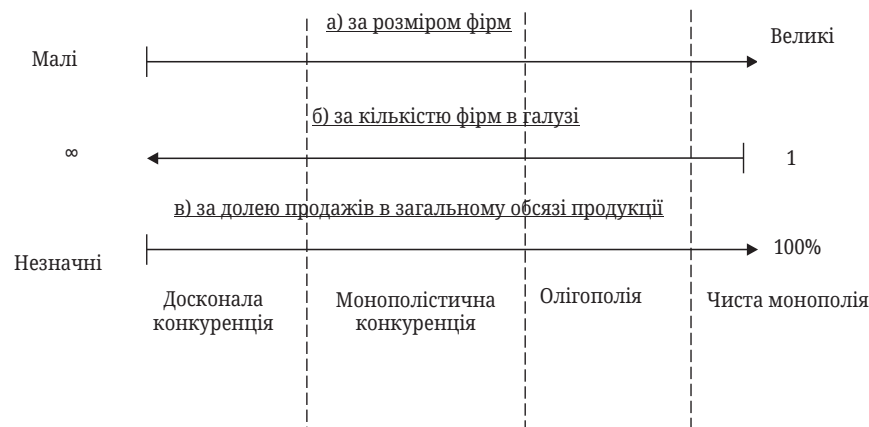 а) за розміром фірм
Малі
Великі
б) за кількістю фірм в галузі
∞
1
в) за долею продажів в загальному обсязі продукції
Незначні
100%
Досконала
конкуренція
Монополістична
конкуренція
Олігополія
Чиста монополія